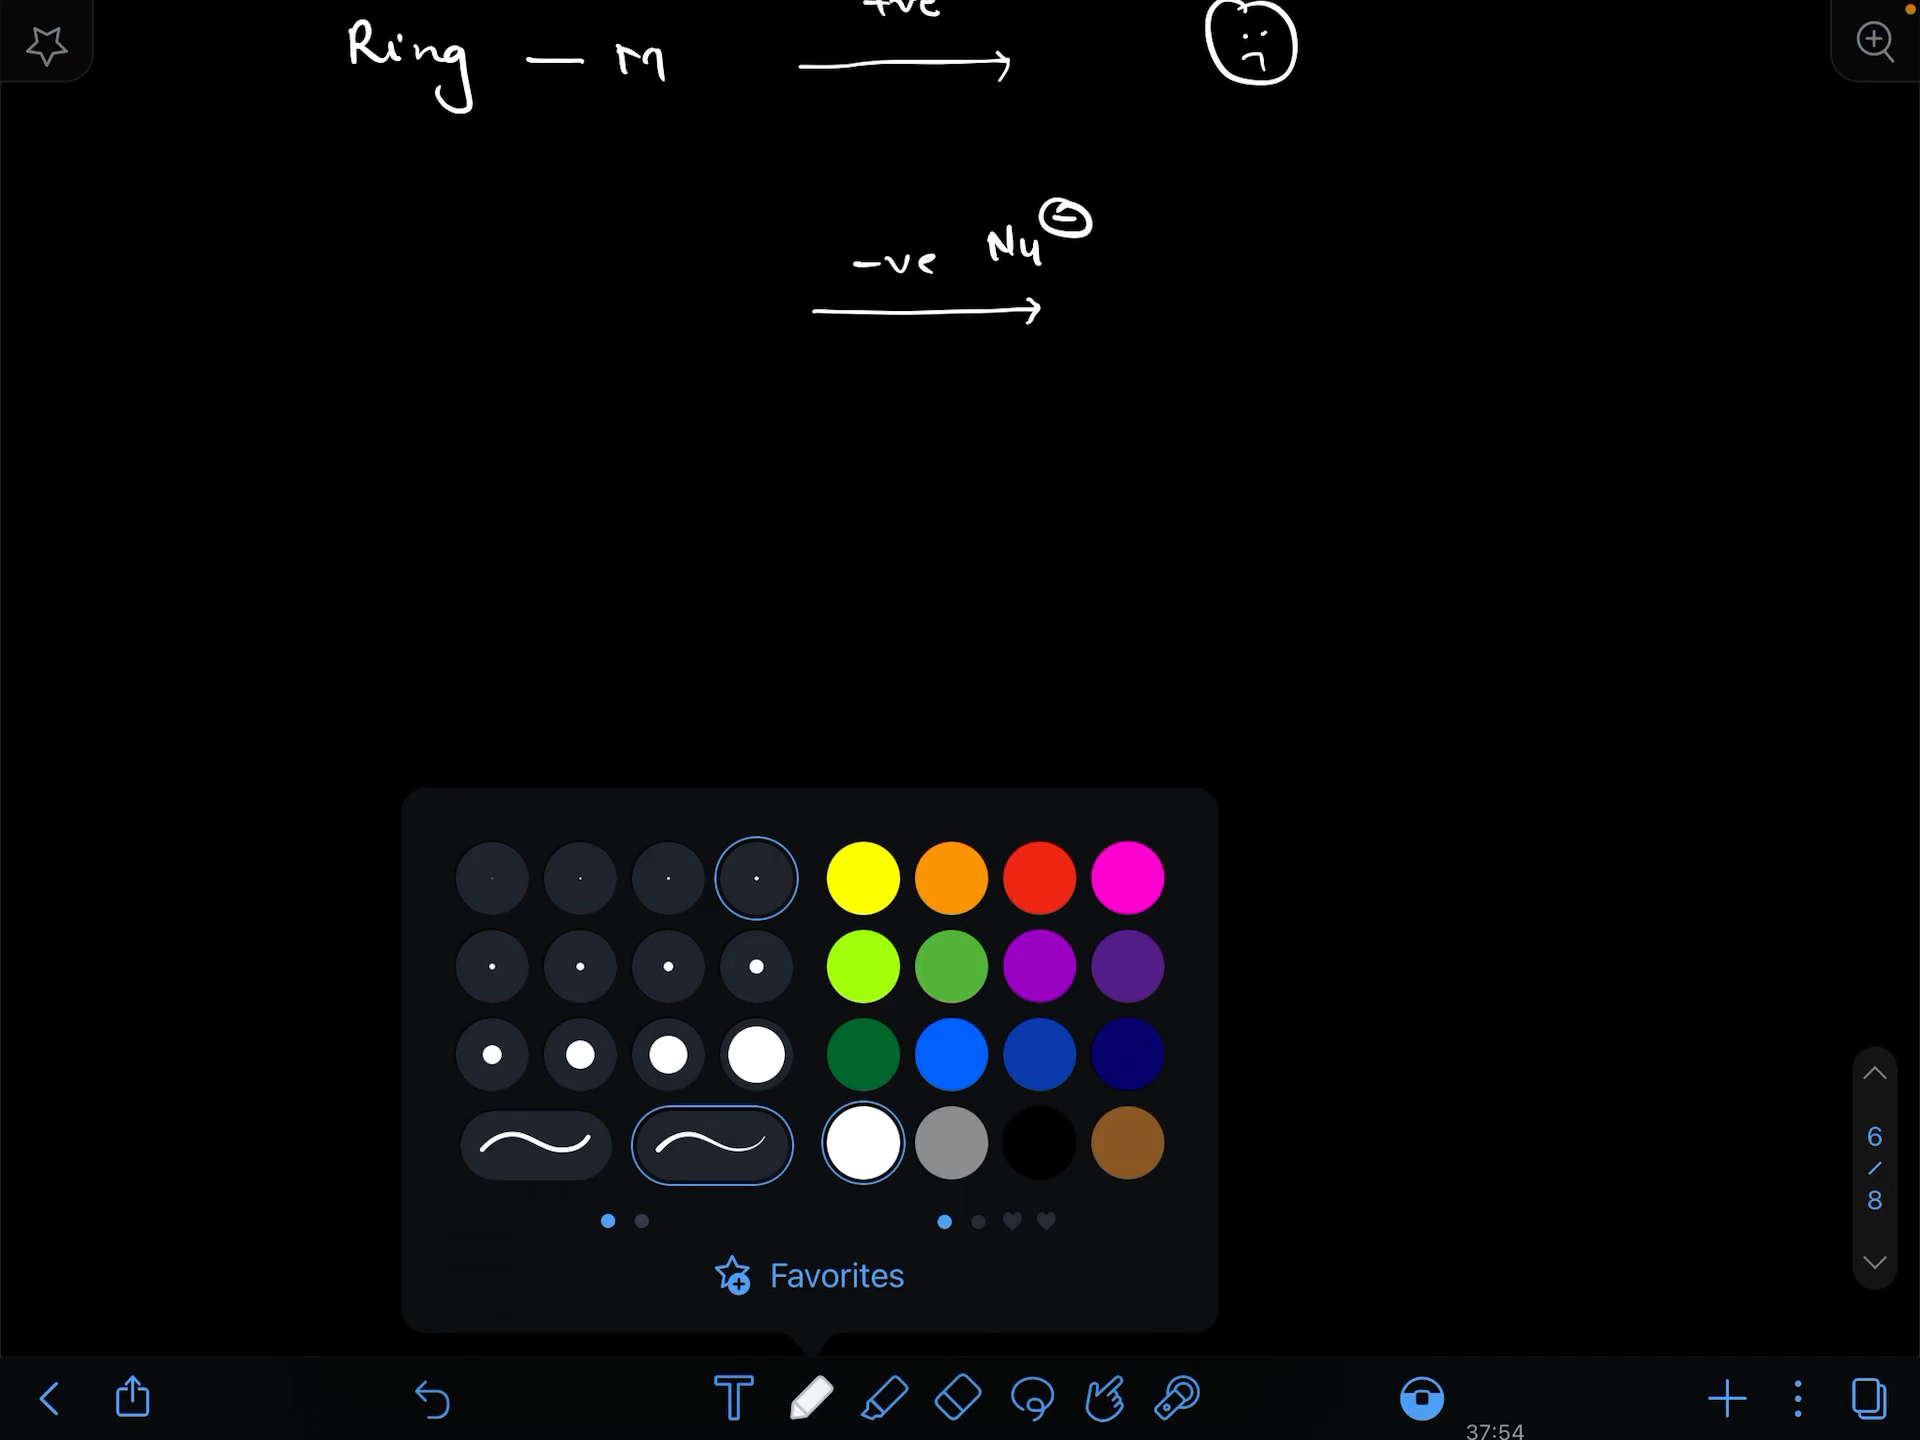 +ve
Ring — M ⟶
-ve Nu⊖
⟶
6
/
8
Favorites
T
37:54